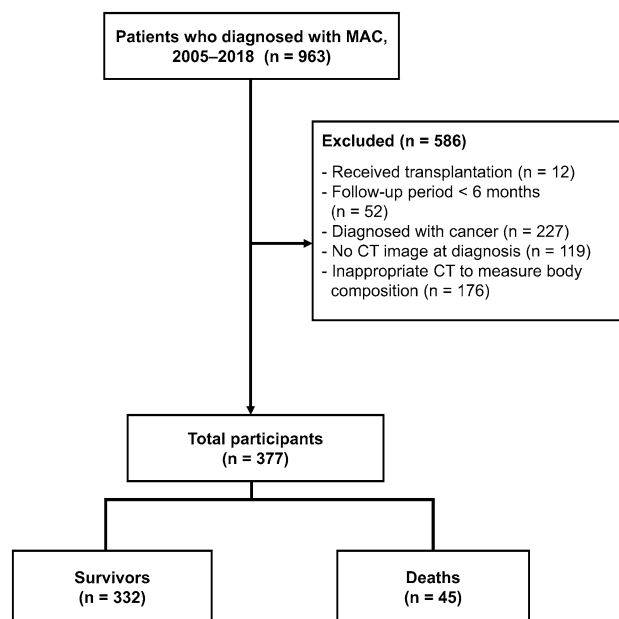 Patients who diagnosed with MAC,
2005–2018 (n = 963)
Excluded (n = 586)
- Received transplantation (n = 12)
- Follow-up period < 6 months
(n = 52)
- Diagnosed with cancer (n = 227)
- No CT image at diagnosis (n = 119)
- Inappropriate CT to measure body
composition (n = 176)
Total participants
(n = 377)
Survivors
(n = 332)
Deaths
(n = 45)